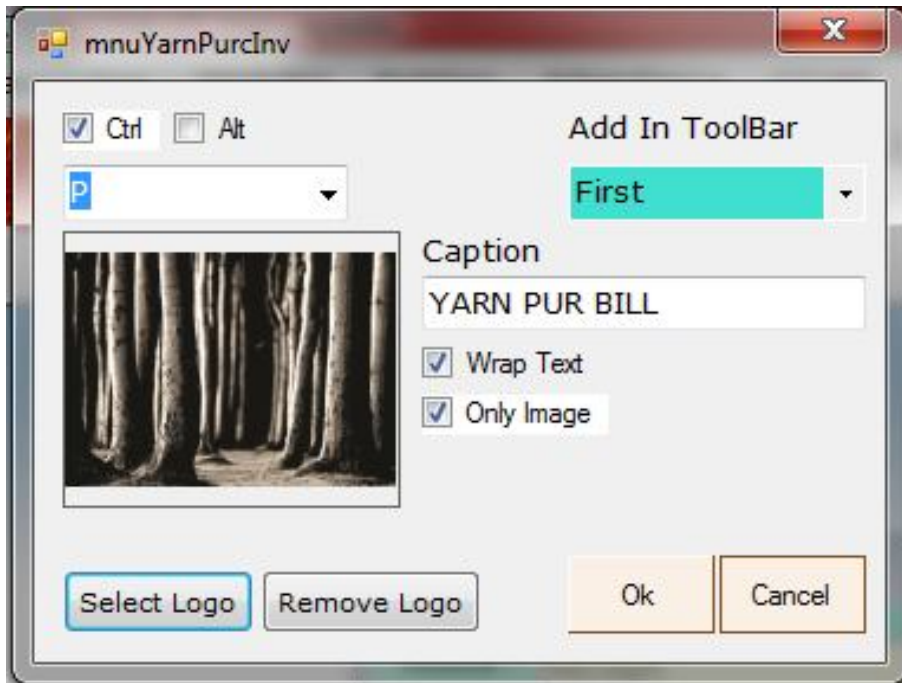 mnuYarnPurcInv
Ctrl Alt
Add In ToolBar
P
First
Caption
YARN PUR BILL
Wrap Text
Only Image
Select Logo
Remove Logo
Ok
Cancel